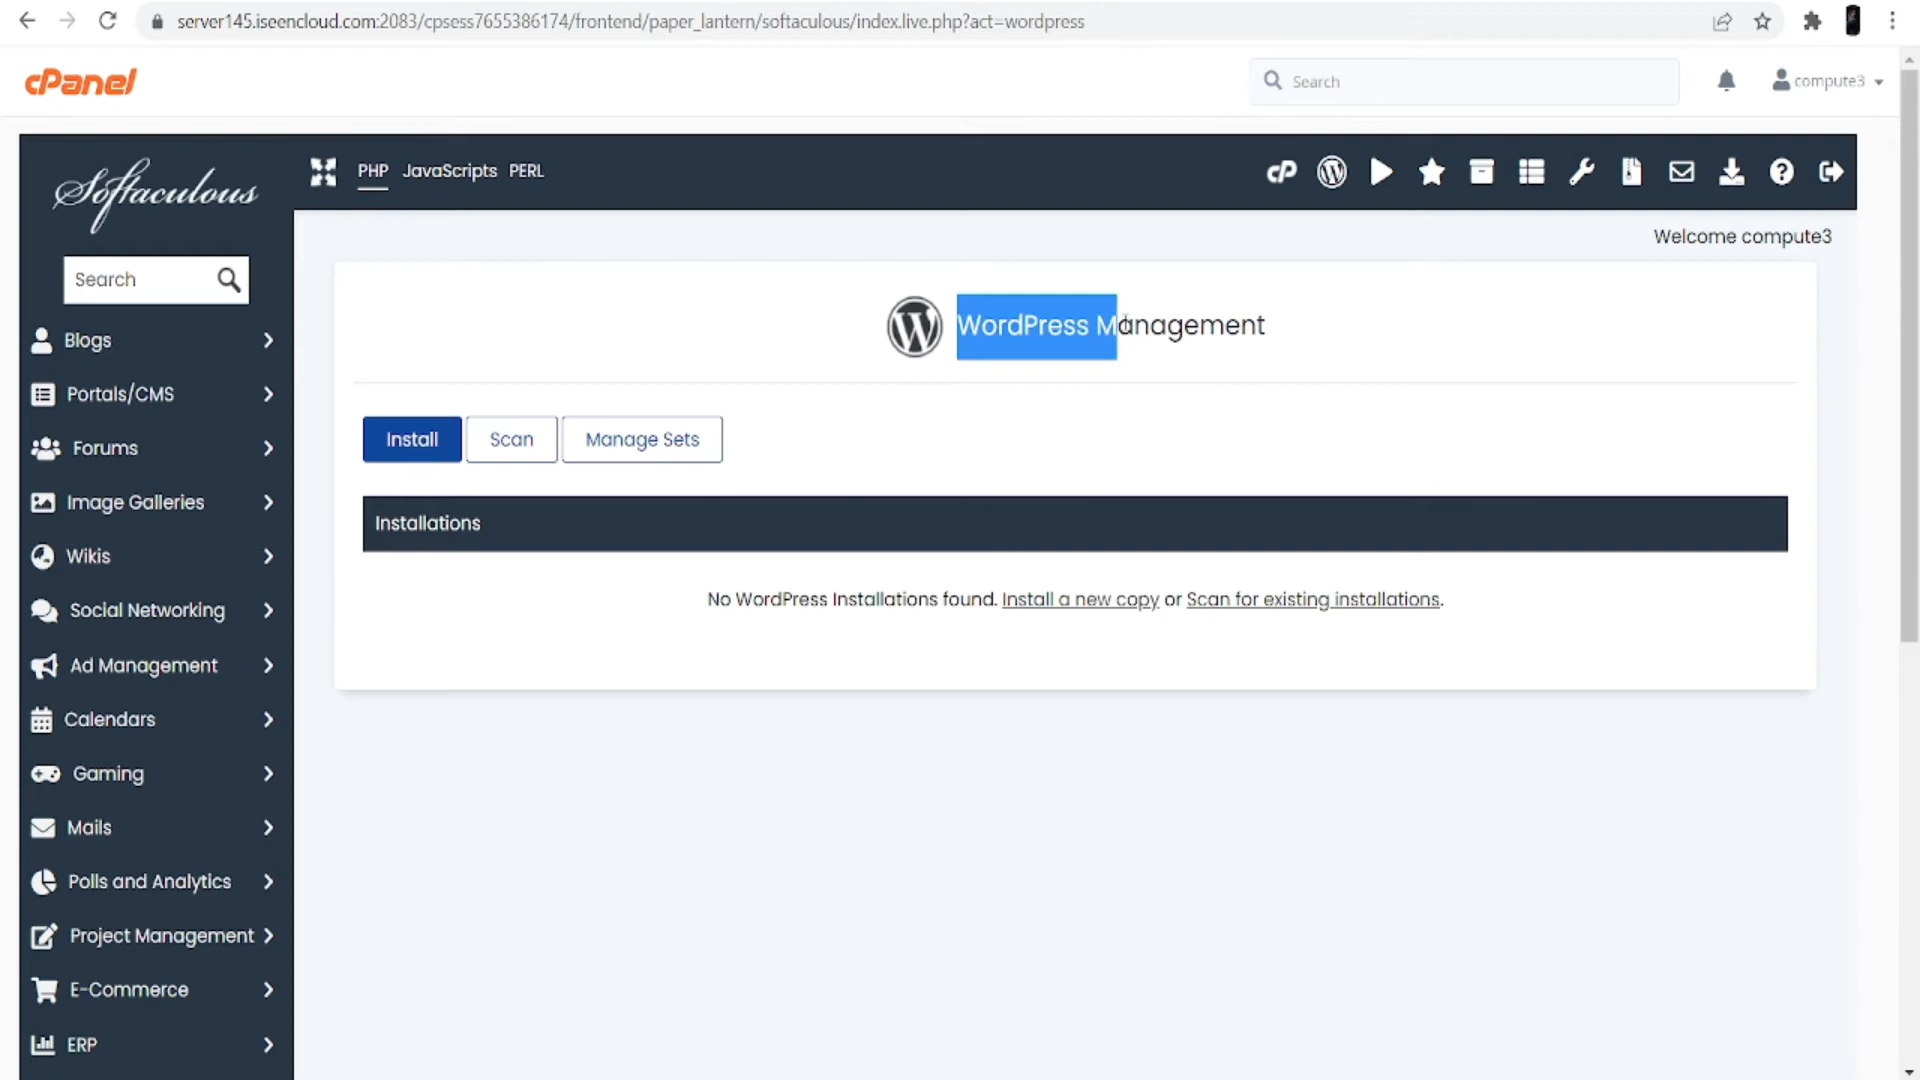 server145.iseencloud.com:2083/cpsess7655386174/frontend/paper_lantern/softaculous/index.live.php?act=wordpress
cPanel
Search
compute3
Softaculous
PHP JavaScripts PERL
cP
Welcome compute3
Search
WordPress Management
Blogs
Portals/CMS
Install Scan Manage Sets
Forums
Image Galleries
Installations
Wikis
No WordPress Installations found. Install a new copy or Scan for existing installations.
Social Networking
Ad Management
Calendars
Gaming
Mails
Polls and Analytics
Project Management
E-Commerce
ERP